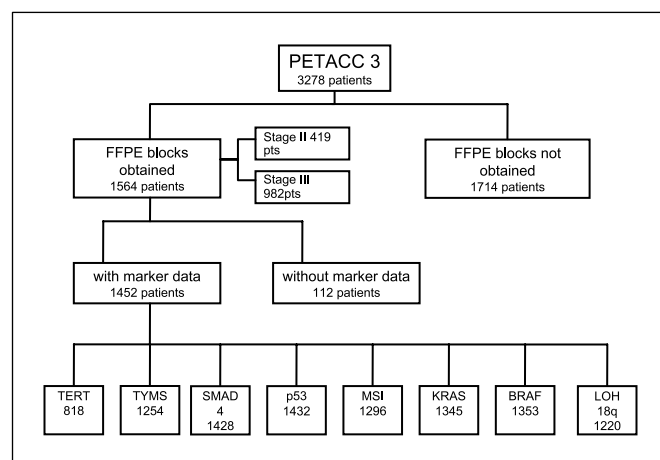 PETACC 3
3278 patients
FFPE blocks
obtained
1564 patients
Stage II 419
pts
Stage III
982pts
FFPE blocks not
obtained
1714 patients
with marker data
1452 patients
without marker data
112 patients
TERT
818
TYMS
1254
SMAD
4
1428
p53
1432
MSI
1296
KRAS
1345
BRAF
1353
LOH
18q
1220